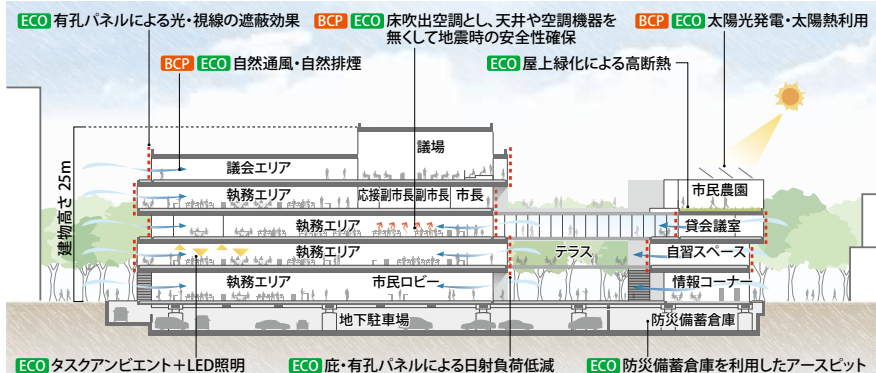 ECO 有孔パネルによる光・視線の遮蔽効果
BCP ECO 床吹出空調とし、天井や空調機器を
無くして地震時の安全性確保
BCP ECO 太陽光発電・太陽熱利用
BCP ECO 自然通風・自然排煙
ECO 屋上緑化による高断熱
建物高さ 25m
議場
議会エリア
執務エリア
応接 副市長 副市長 市長
市民農園
執務エリア
貸会議室
執務エリア
テラス
自習スペース
執務エリア
市民ロビー
情報コーナー
地下駐車場
防災備蓄倉庫
ECO タスクアンビエント+LED照明
ECO 庇・有孔パネルによる日射負荷低減
ECO 防災備蓄倉庫を利用したアースピット